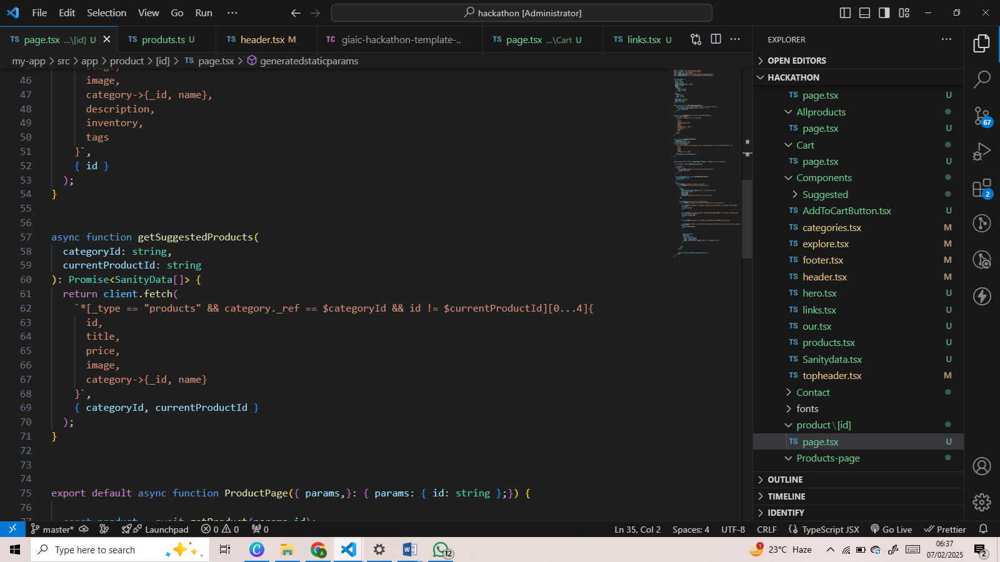 File Edit Selection View Go Run ···
hackathon [Administrator]
TS page.tsx ...\[id] U
TS produts.ts U
TS header.tsx M
TC giaic-hackathon-template-..
TS page.tsx ...\Cart U
TS links.tsx U
my-app > src > app > product > [id] > TS page.tsx > generatedstaticparams
46 image,
47 category->{_id, name},
48 description,
49 inventory,
50 tags
51 }`,
52 { id }
53 );
54 }
55
56
57 async function getSuggestedProducts(
58 categoryId: string,
59 currentProductId: string
60 ): Promise<SanityData[]> {
61 return client.fetch(
62 `*[_type == "products" && category._ref == $categoryId && id != $currentProductId][0...4]{
63 id,
64 title,
65 price,
66 image,
67 category->{_id, name}
68 }`,
69 { categoryId, currentProductId }
70 );
71 }
72
73
74
75 export default async function ProductPage({ params,}: { params: { id: string };}) {
76
77 const product = await getProduct(params.id);
EXPLORER
OPEN EDITORS
HACKATHON
TS page.tsx U
Allproducts
TS page.tsx U
Cart
TS page.tsx U
Components
Suggested
TS AddToCartButton.tsx U
TS categories.tsx M
TS explore.tsx M
TS footer.tsx M
TS header.tsx M
TS hero.tsx U
TS links.tsx U
TS our.tsx U
TS products.tsx U
TS Sanitydata.tsx U
TS topheader.tsx M
Contact
fonts
product\[id]
TS page.tsx U
Products-page
OUTLINE
TIMELINE
IDENTIFY
67
2
master* Launchpad 0 0 0
Ln 35, Col 2 Spaces: 4 UTF-8 CRLF TypeScript JSX Go Live Prettier
Type here to search
12
1
23°C Haze
06:37
07/02/2025
2